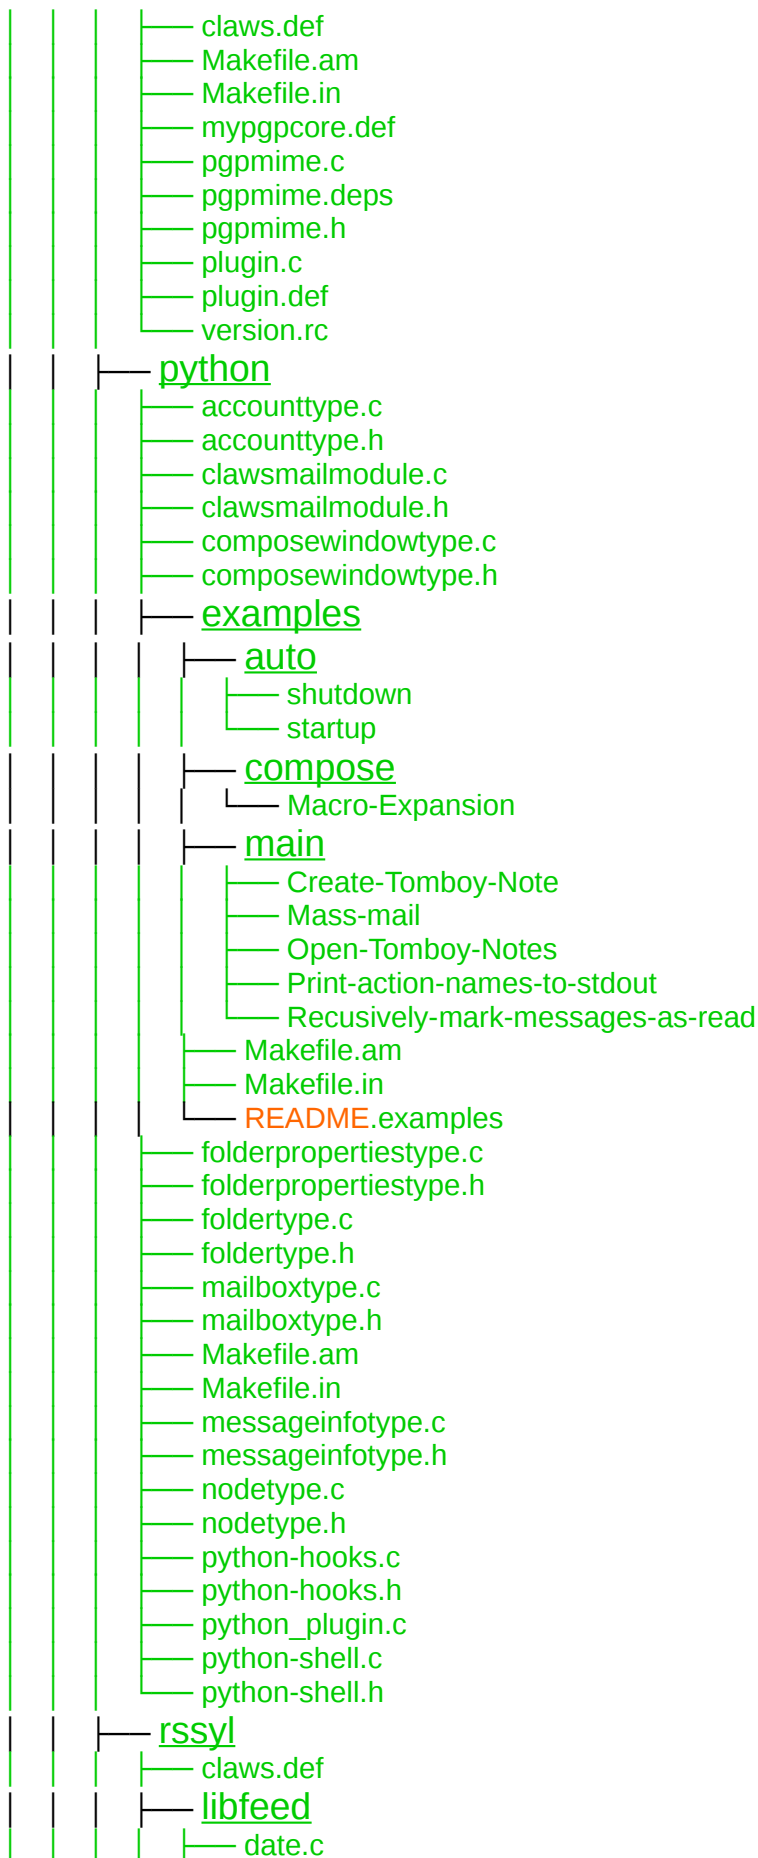 claws.def
Makefile.am
Makefile.in
mypgpcore.def
pgpmime.c
pgpmime.deps
pgpmime.h
plugin.c
plugin.def
version.rc
python
accounttype.c
accounttype.h
clawsmailmodule.c
clawsmailmodule.h
composewindowtype.c
composewindowtype.h
examples
auto
shutdown
startup
compose
Macro-Expansion
main
Create-Tomboy-Note
Mass-mail
Open-Tomboy-Notes
Print-action-names-to-stdout
Recusively-mark-messages-as-read
Makefile.am
Makefile.in
README.examples
folderpropertiestype.c
folderpropertiestype.h
foldertype.c
foldertype.h
mailboxtype.c
mailboxtype.h
Makefile.am
Makefile.in
messageinfotype.c
messageinfotype.h
nodetype.c
nodetype.h
python-hooks.c
python-hooks.h
python_plugin.c
python-shell.c
python-shell.h
rssyl
claws.def
libfeed
date.c